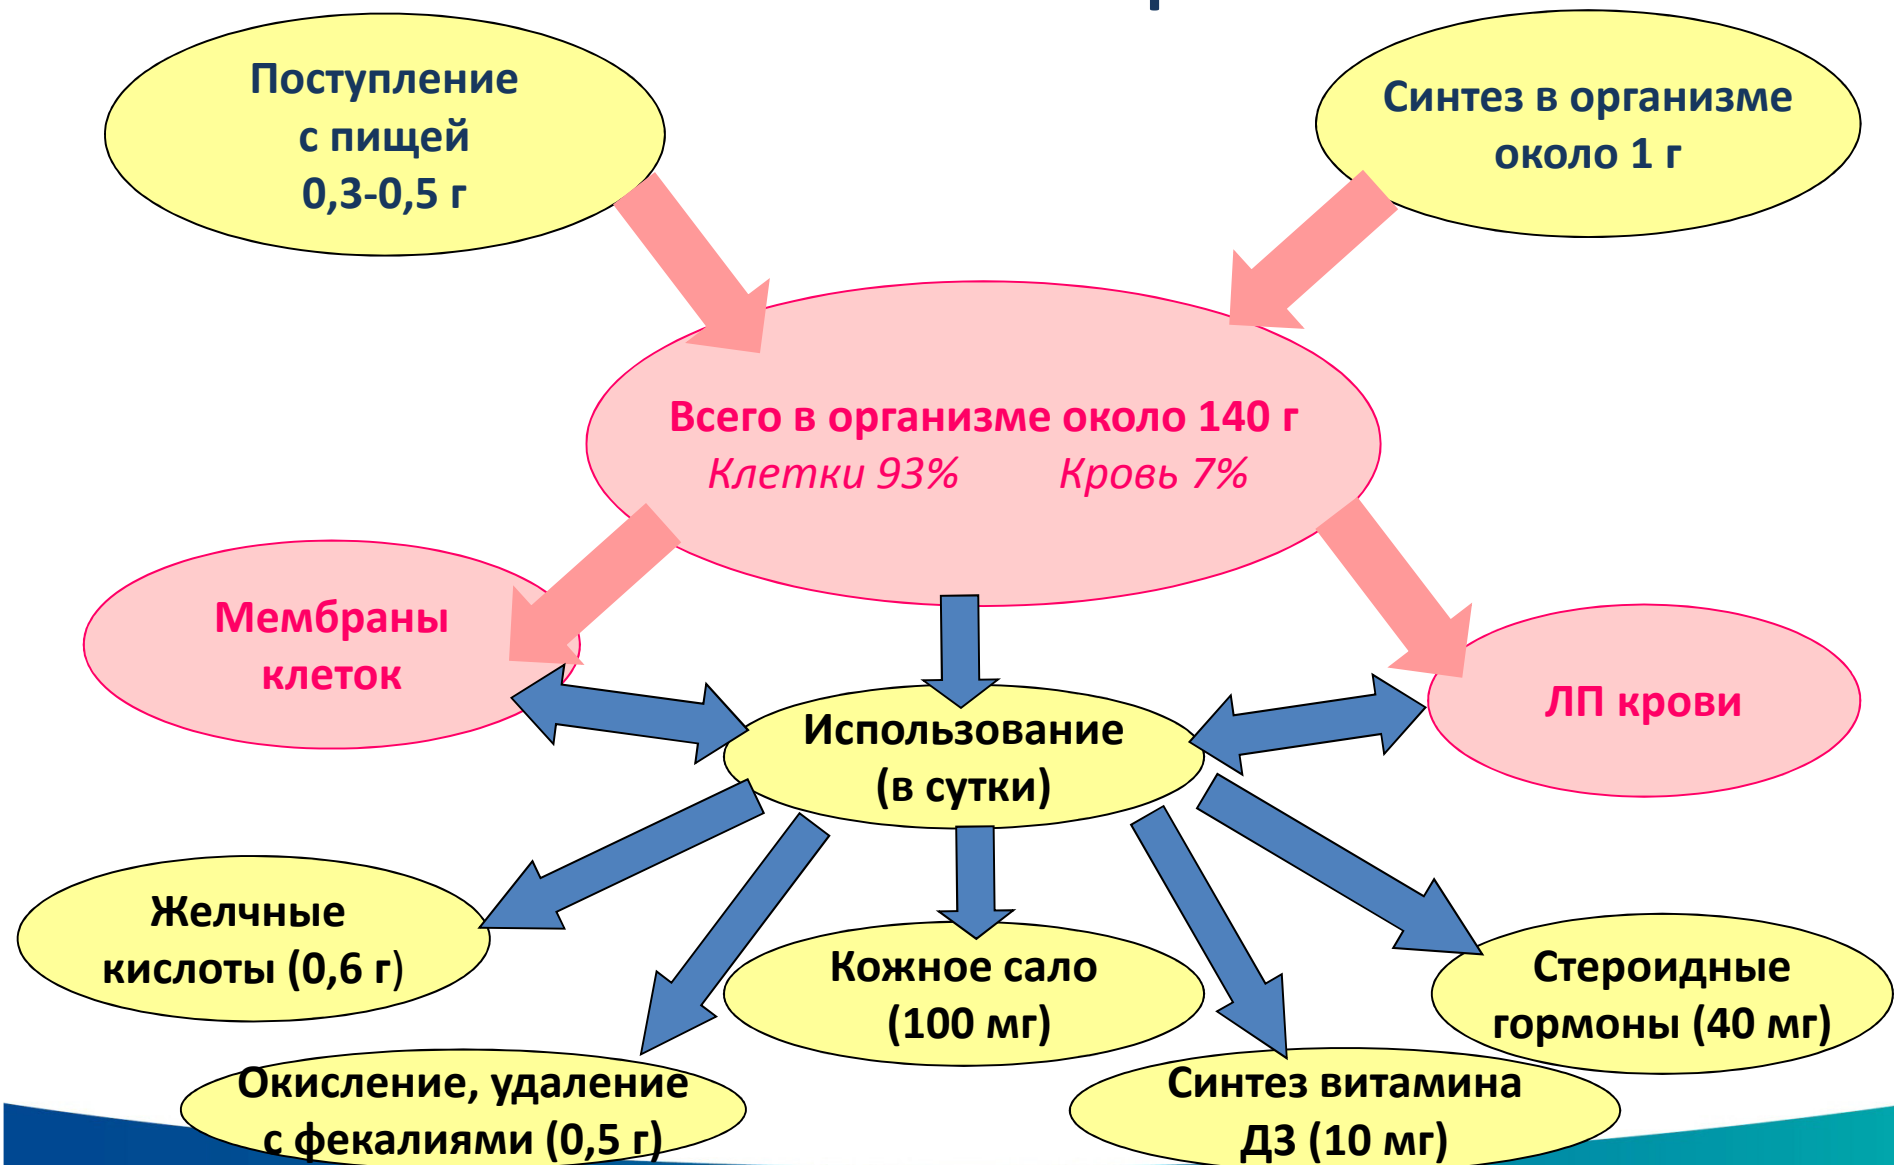 Поступление
с пищей
0,3-0,5 г
Синтез в организме
около 1 г
Всего в организме около 140 г
Клетки 93% Кровь 7%
Мембраны
клеток
ЛП крови
Использование
(в сутки)
Желчные
кислоты (0,6 г)
Кожное сало
(100 мг)
Стероидные
гормоны (40 мг)
Окисление, удаление
с фекалиями (0,5 г)
Синтез витамина
Д3 (10 мг)